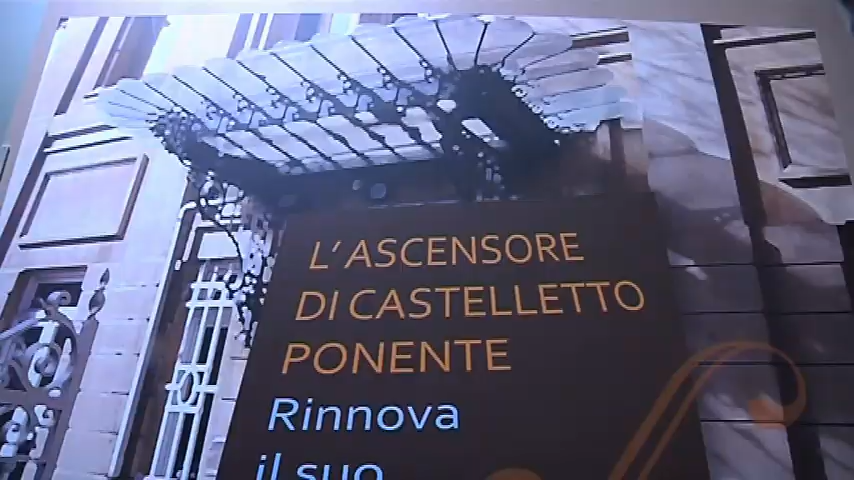 L'ASCENSORE
DI CASTELLETTO
PONENTE
Rinnova
il suo